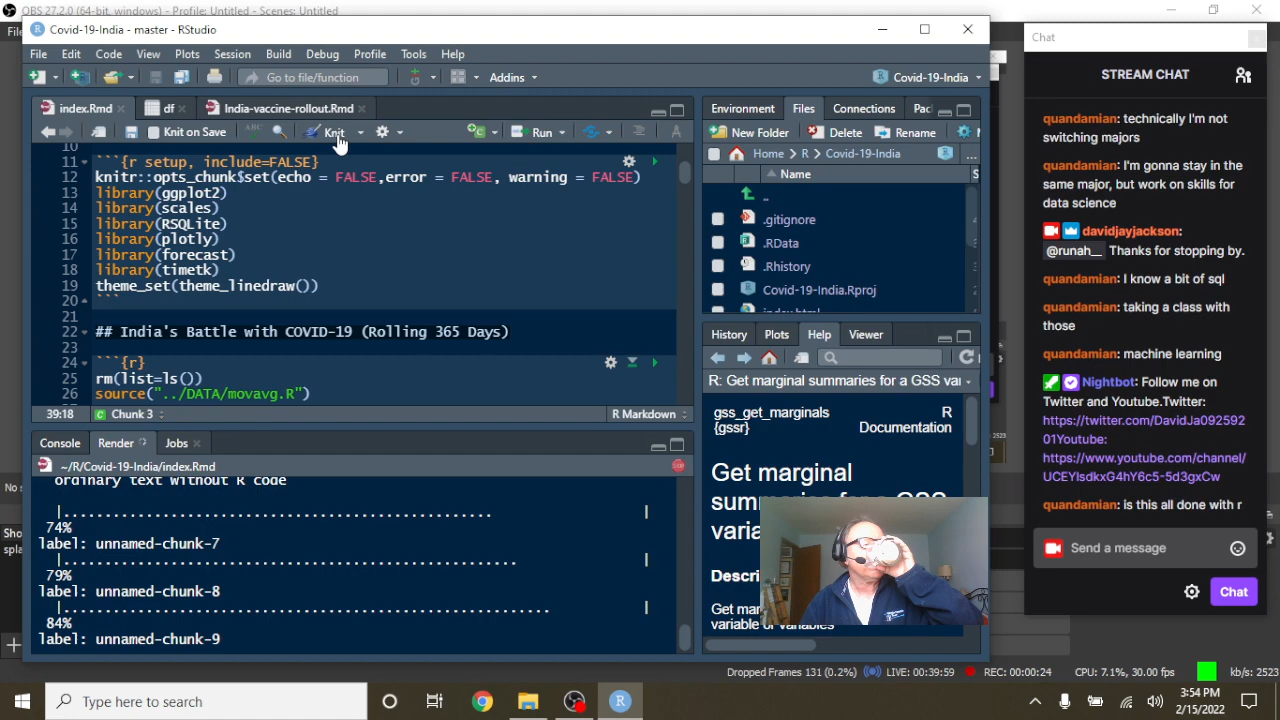 OBS 27.2.0 (64-bit, windows) - Profile: Untitled - Scenes: Untitled
Covid-19-India - master - RStudio
File Edit Code View Plots Session Build Debug Profile Tools Help
Go to file/function Addins Covid-19-India
index.Rmd df India-vaccine-rollout.Rmd
Knit on Save ABC Knit Run
10
11 ```{r setup, include=FALSE}
12 knitr::opts_chunk$set(echo = FALSE,error = FALSE, warning = FALSE)
13 library(ggplot2)
14 library(scales)
15 library(RSQLite)
16 library(plotly)
17 library(forecast)
18 library(timetk)
19 theme_set(theme_linedraw())
20 ```
21
22 ## India's Battle with COVID-19 (Rolling 365 Days)
23
24 ```{r}
25 rm(list=ls())
26 source("../DATA/movavg.R")
39:18 Chunk 3 R Markdown
Console Render Jobs
~/R/Covid-19-India/index.Rmd
ordinary text without R code
|................................................... |
74%
label: unnamed-chunk-7
|...................................................... |
79%
label: unnamed-chunk-8
|.......................................................... |
84%
label: unnamed-chunk-9
Environment Files Connections Pac
New Folder Delete Rename
Home R Covid-19-India
Name
..
.gitignore
.RData
.Rhistory
Covid-19-India.Rproj
index.html
History Plots Help Viewer
R: Get marginal summaries for a GSS var
gss_get_marginals R
{gssr} Documentation
Get marginal
summaries for a GSS
varia
Descri
Get mar
variable or variables
Chat
STREAM CHAT
quandamian: technically I'm not
switching majors
quandamian: I'm gonna stay in the
same major, but work on skills for
data science
davidjayjackson:
@runah__ Thanks for stopping by.
quandamian: I know a bit of sql
quandamian: taking a class with
those
quandamian: machine learning
Nightbot: Follow me on
Twitter and Youtube.Twitter:
https://twitter.com/DavidJa092592
01Youtube:
https://www.youtube.com/channel/
UCEYlsdkxG4hY6c5-5d3gxCw
quandamian: is this all done with r
Send a message
Chat
Dropped Frames 131 (0.2%) LIVE: 00:39:59 REC: 00:00:24 CPU: 7.1%, 30.00 fps kb/s: 2523
Type here to search
3:54 PM
2/15/2022